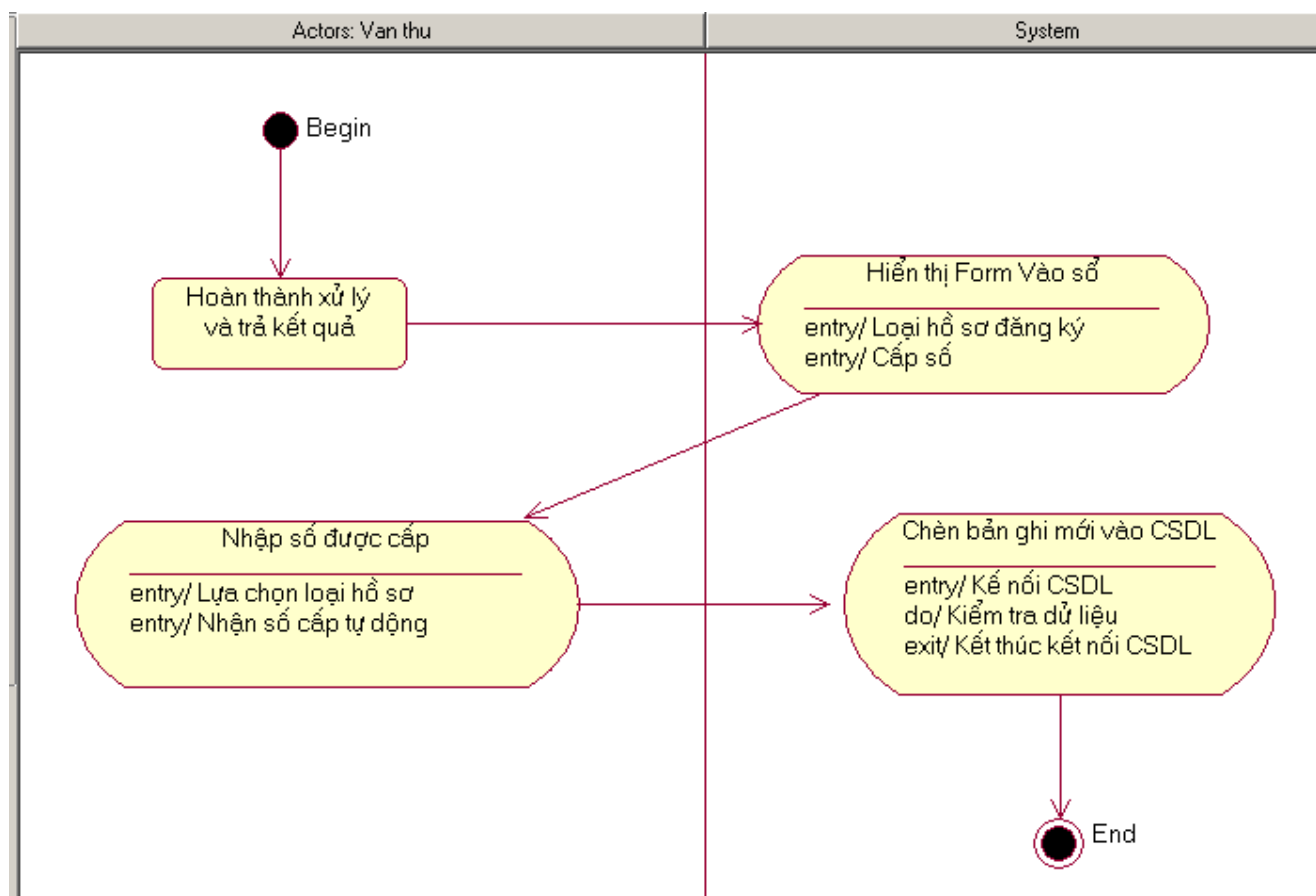 Actors: Van thu
System
Begin
Hoàn thành xử lý
và trả kết quả
Hiển thị Form Vào sổ
entry/ Loại hồ sơ đăng ký
entry/ Cấp số
Nhập số được cấp
entry/ Lựa chọn loại hồ sơ
entry/ Nhận số cấp tự dộng
Chèn bản ghi mới vào CSDL
entry/ Kế nối CSDL
do/ Kiểm tra dử liệu
exit/ Kết thúc kết nối CSDL
End